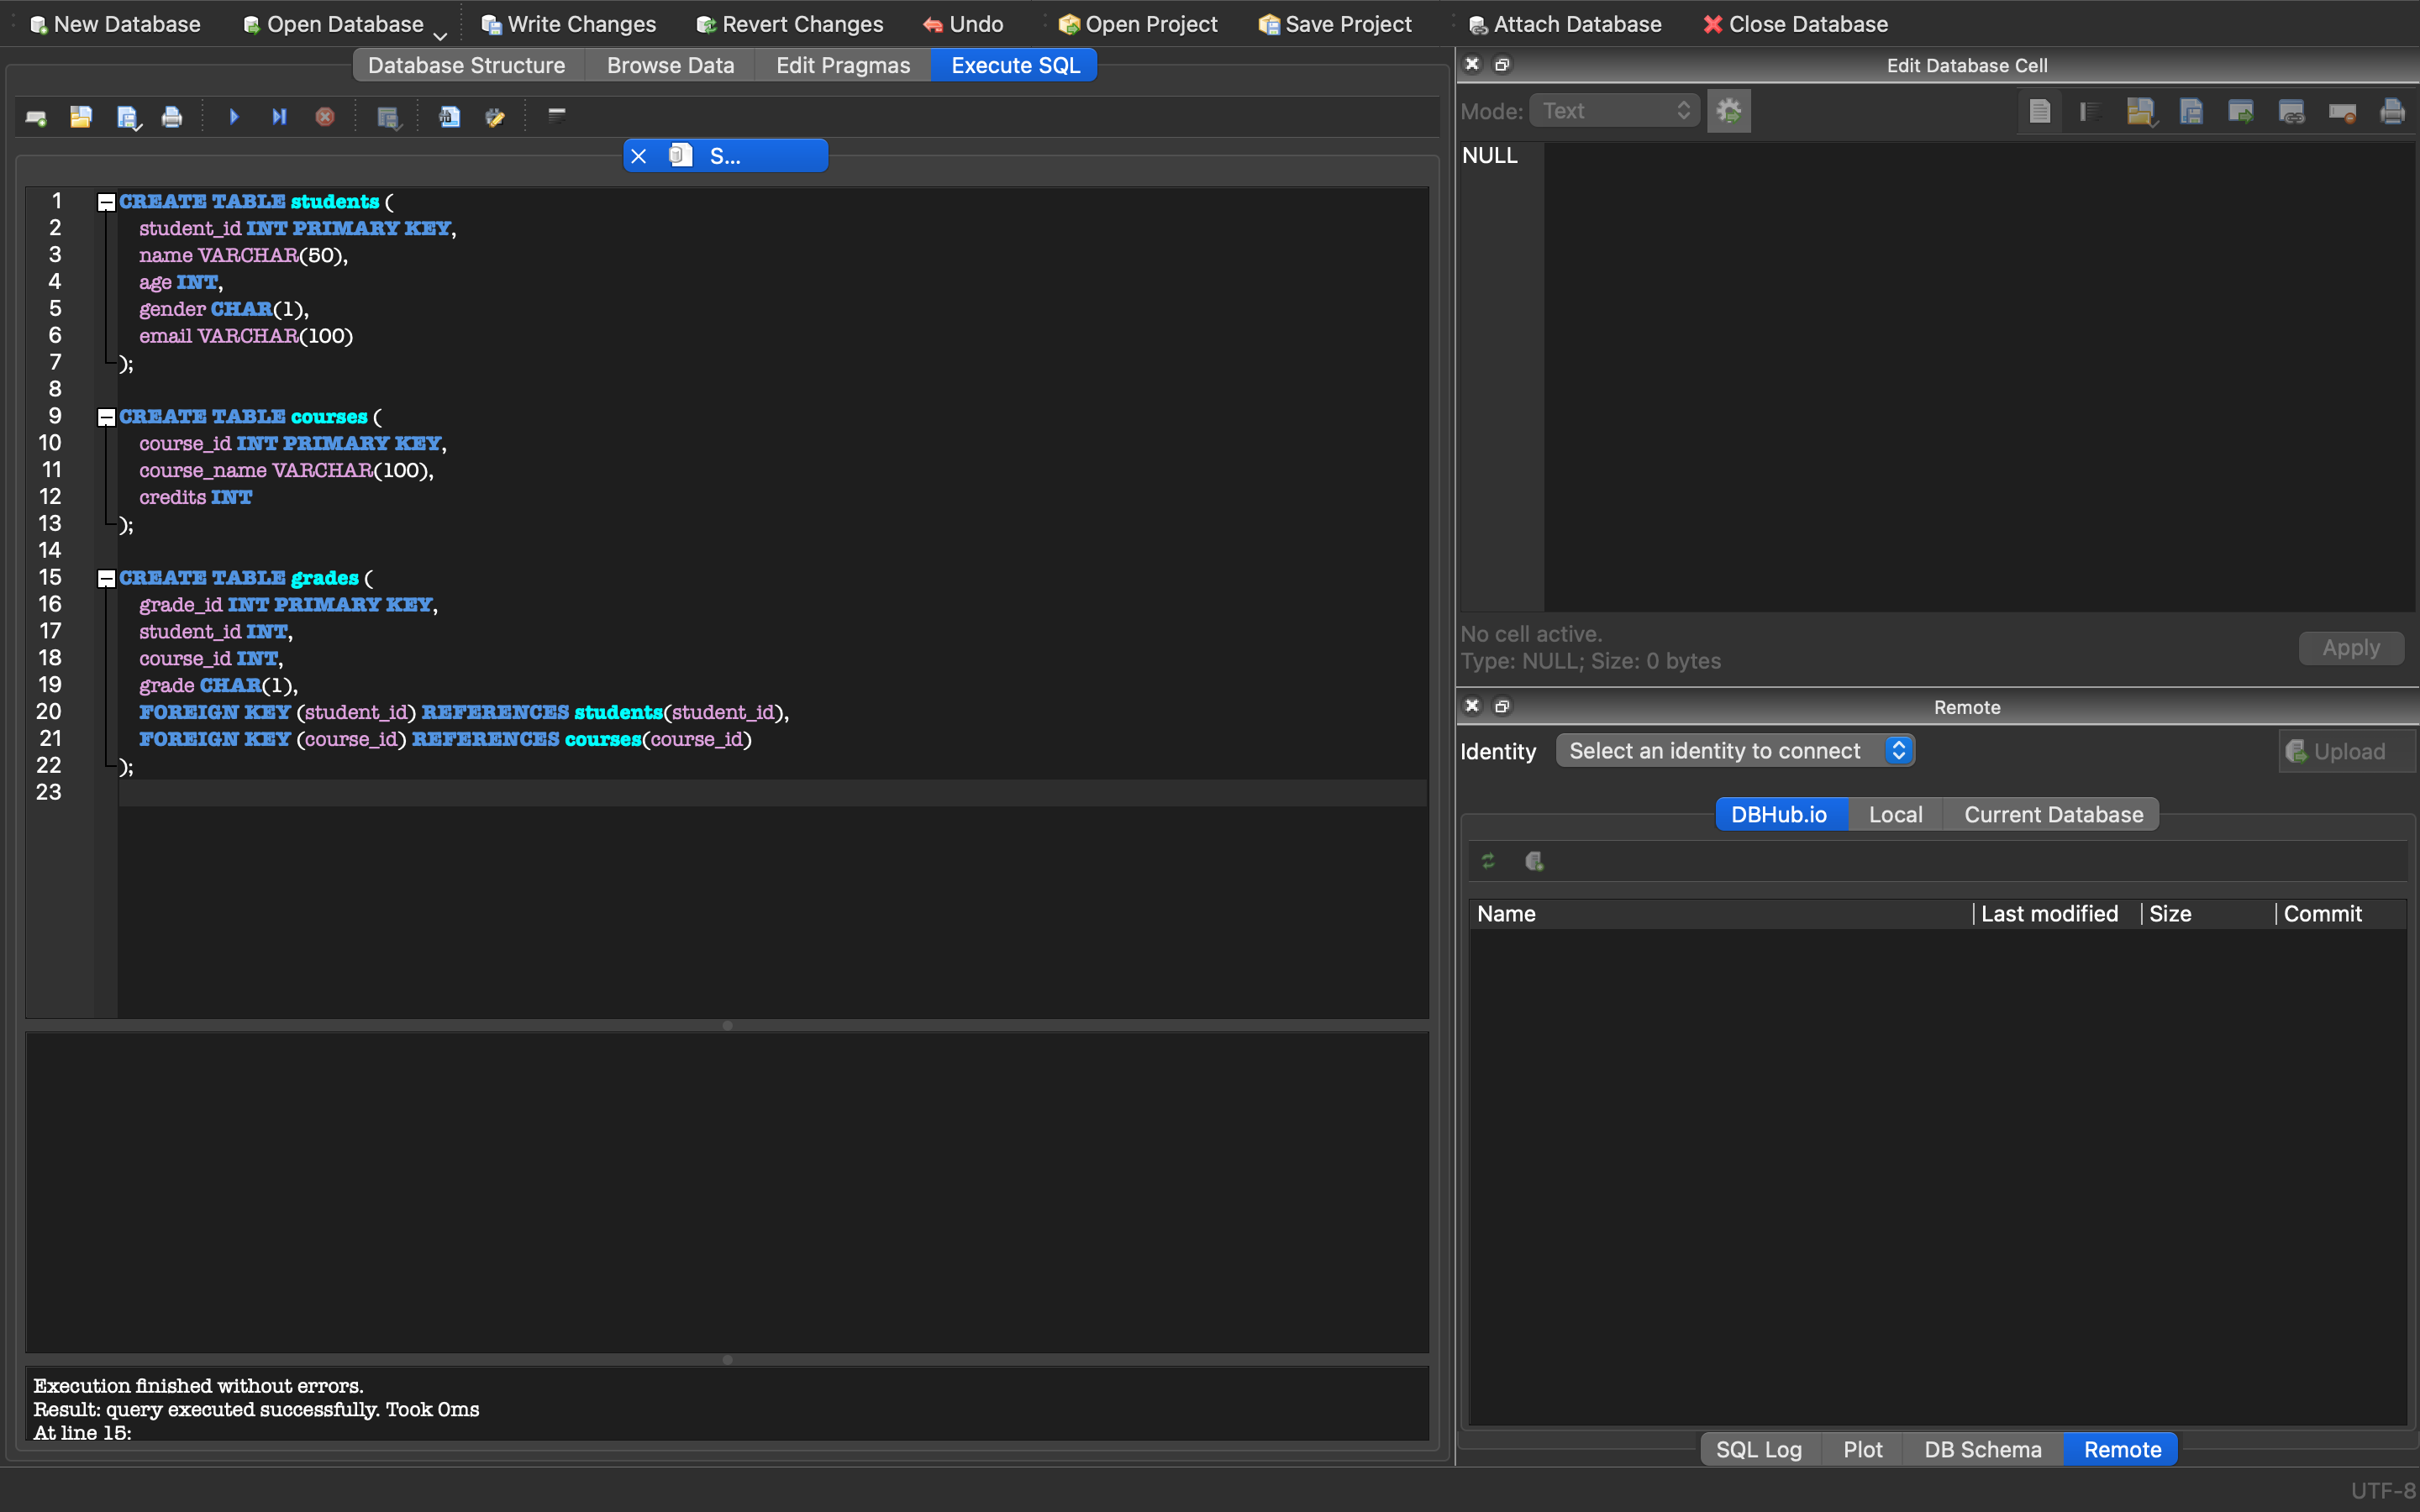 New Database Open Database Write Changes Revert Changes Undo Open Project Save Project Attach Database Close Database
Database Structure Browse Data Edit Pragmas Execute SQL
S...
1 CREATE TABLE students (
2 student_id INT PRIMARY KEY,
3 name VARCHAR(50),
4 age INT,
5 gender CHAR(1),
6 email VARCHAR(100)
7 );
8
9 CREATE TABLE courses (
10 course_id INT PRIMARY KEY,
11 course_name VARCHAR(100),
12 credits INT
13 );
14
15 CREATE TABLE grades (
16 grade_id INT PRIMARY KEY,
17 student_id INT,
18 course_id INT,
19 grade CHAR(1),
20 FOREIGN KEY (student_id) REFERENCES students(student_id),
21 FOREIGN KEY (course_id) REFERENCES courses(course_id)
22 );
23
Execution finished without errors.
Result: query executed successfully. Took 0ms
At line 15:
Edit Database Cell
Mode: Text
NULL
No cell active.
Type: NULL; Size: 0 bytes
Apply
Remote
Identity Select an identity to connect Upload
DBHub.io Local Current Database
Name Last modified Size Commit
SQL Log Plot DB Schema Remote
UTF-8